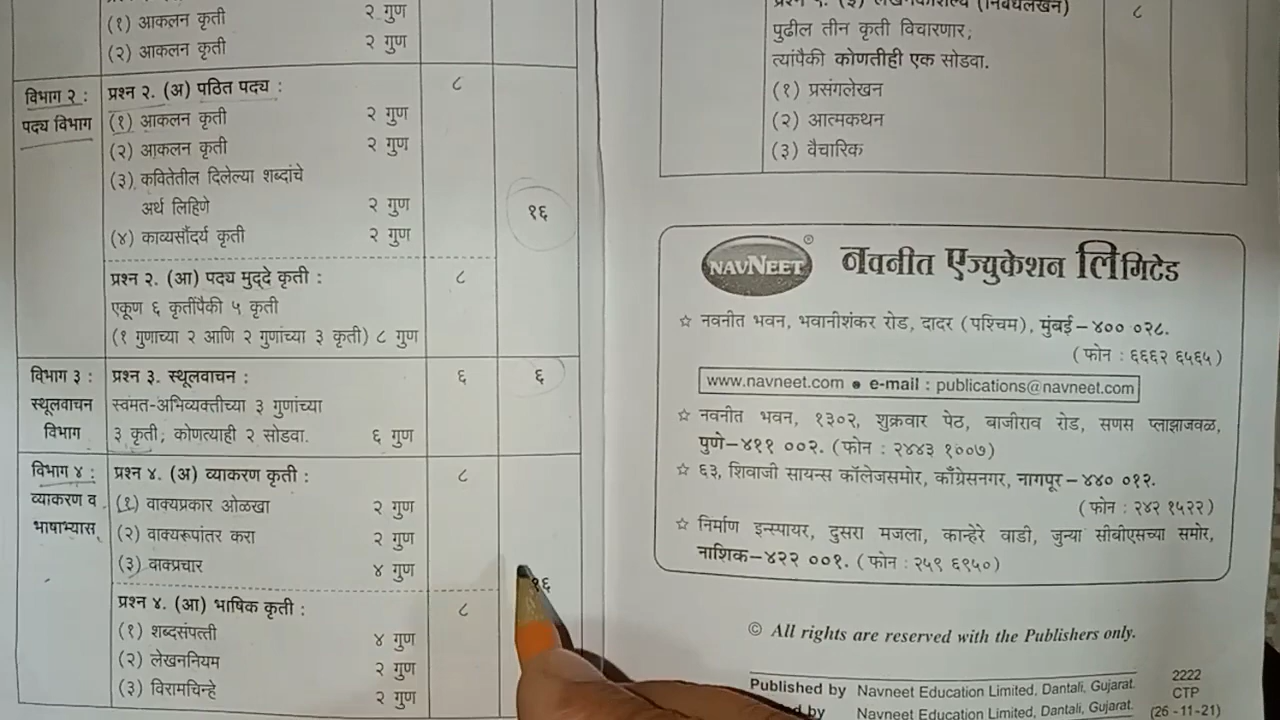 (१) आकलन कृती २ गुण
(२) आकलन कृती २ गुण
विभाग २ : प्रश्न २. (अ) पठित पद्य : ८
पद्य विभाग (१) आकलन कृती २ गुण
(२) आकलन कृती २ गुण
(३) कवितेतील दिलेल्या शब्दांचे
अर्थ लिहिणे २ गुण १६
(४) काव्यसौंदर्य कृती २ गुण
प्रश्न २. (आ) पद्य मुद्दे कृती : ८
एकूण ६ कृतींपैकी ५ कृती
(१ गुणाच्या २ आणि २ गुणांच्या ३ कृती) ८ गुण
विभाग ३ : प्रश्न ३. स्थूलवाचन : ६ ६
स्थूलवाचन स्वमत-अभिव्यक्तीच्या ३ गुणांच्या
विभाग ३ कृती; कोणत्याही २ सोडवा. ६ गुण
विभाग ४ : प्रश्न ४. (अ) व्याकरण कृती : ८
व्याकरण व (१) वाक्यप्रकार ओळखा २ गुण
भाषाभ्यास (२) वाक्यरूपांतर करा २ गुण
(३) वाक्प्रचार ४ गुण
१६
प्रश्न ४. (आ) भाषिक कृती : ८
(१) शब्दसंपत्ती ४ गुण
(२) लेखननियम २ गुण
(३) विरामचिन्हे २ गुण
प्रश्न ५. (इ) लेखनकौशल्य (निबंधलेखन) ८
पुढील तीन कृती विचारणार;
त्यांपैकी कोणतीही एक सोडवा.
(१) प्रसंगलेखन
(२) आत्मकथन
(३) वैचारिक
NAVNEET ® नवनीत एज्युकेशन लिमिटेड
☆ नवनीत भवन, भवानीशंकर रोड, दादर (पश्चिम), मुंबई–४०० ०२८.
(फोन : ६६६२ ६५६५)
www.navneet.com ● e-mail : publications@navneet.com
☆ नवनीत भवन, १३०२, शुक्रवार पेठ, बाजीराव रोड, सणस प्लाझाजवळ,
पुणे–४११ ००२. (फोन : २४४३ १००७)
☆ ६३, शिवाजी सायन्स कॉलेजसमोर, काँग्रेसनगर, नागपूर–४४० ०१२.
(फोन : २४२ १५२२)
☆ निर्माण इन्स्पायर, दुसरा मजला, कान्हेरे वाडी, जुन्या सीबीएसच्या समोर,
नाशिक–४२२ ००१. (फोन : २५९ ६९५०)
© All rights are reserved with the Publishers only.
Published by Navneet Education Limited, Dantali, Gujarat.
by Navneet Education Limited, Dantali, Gujarat.
2222
CTP
(26-11-21)